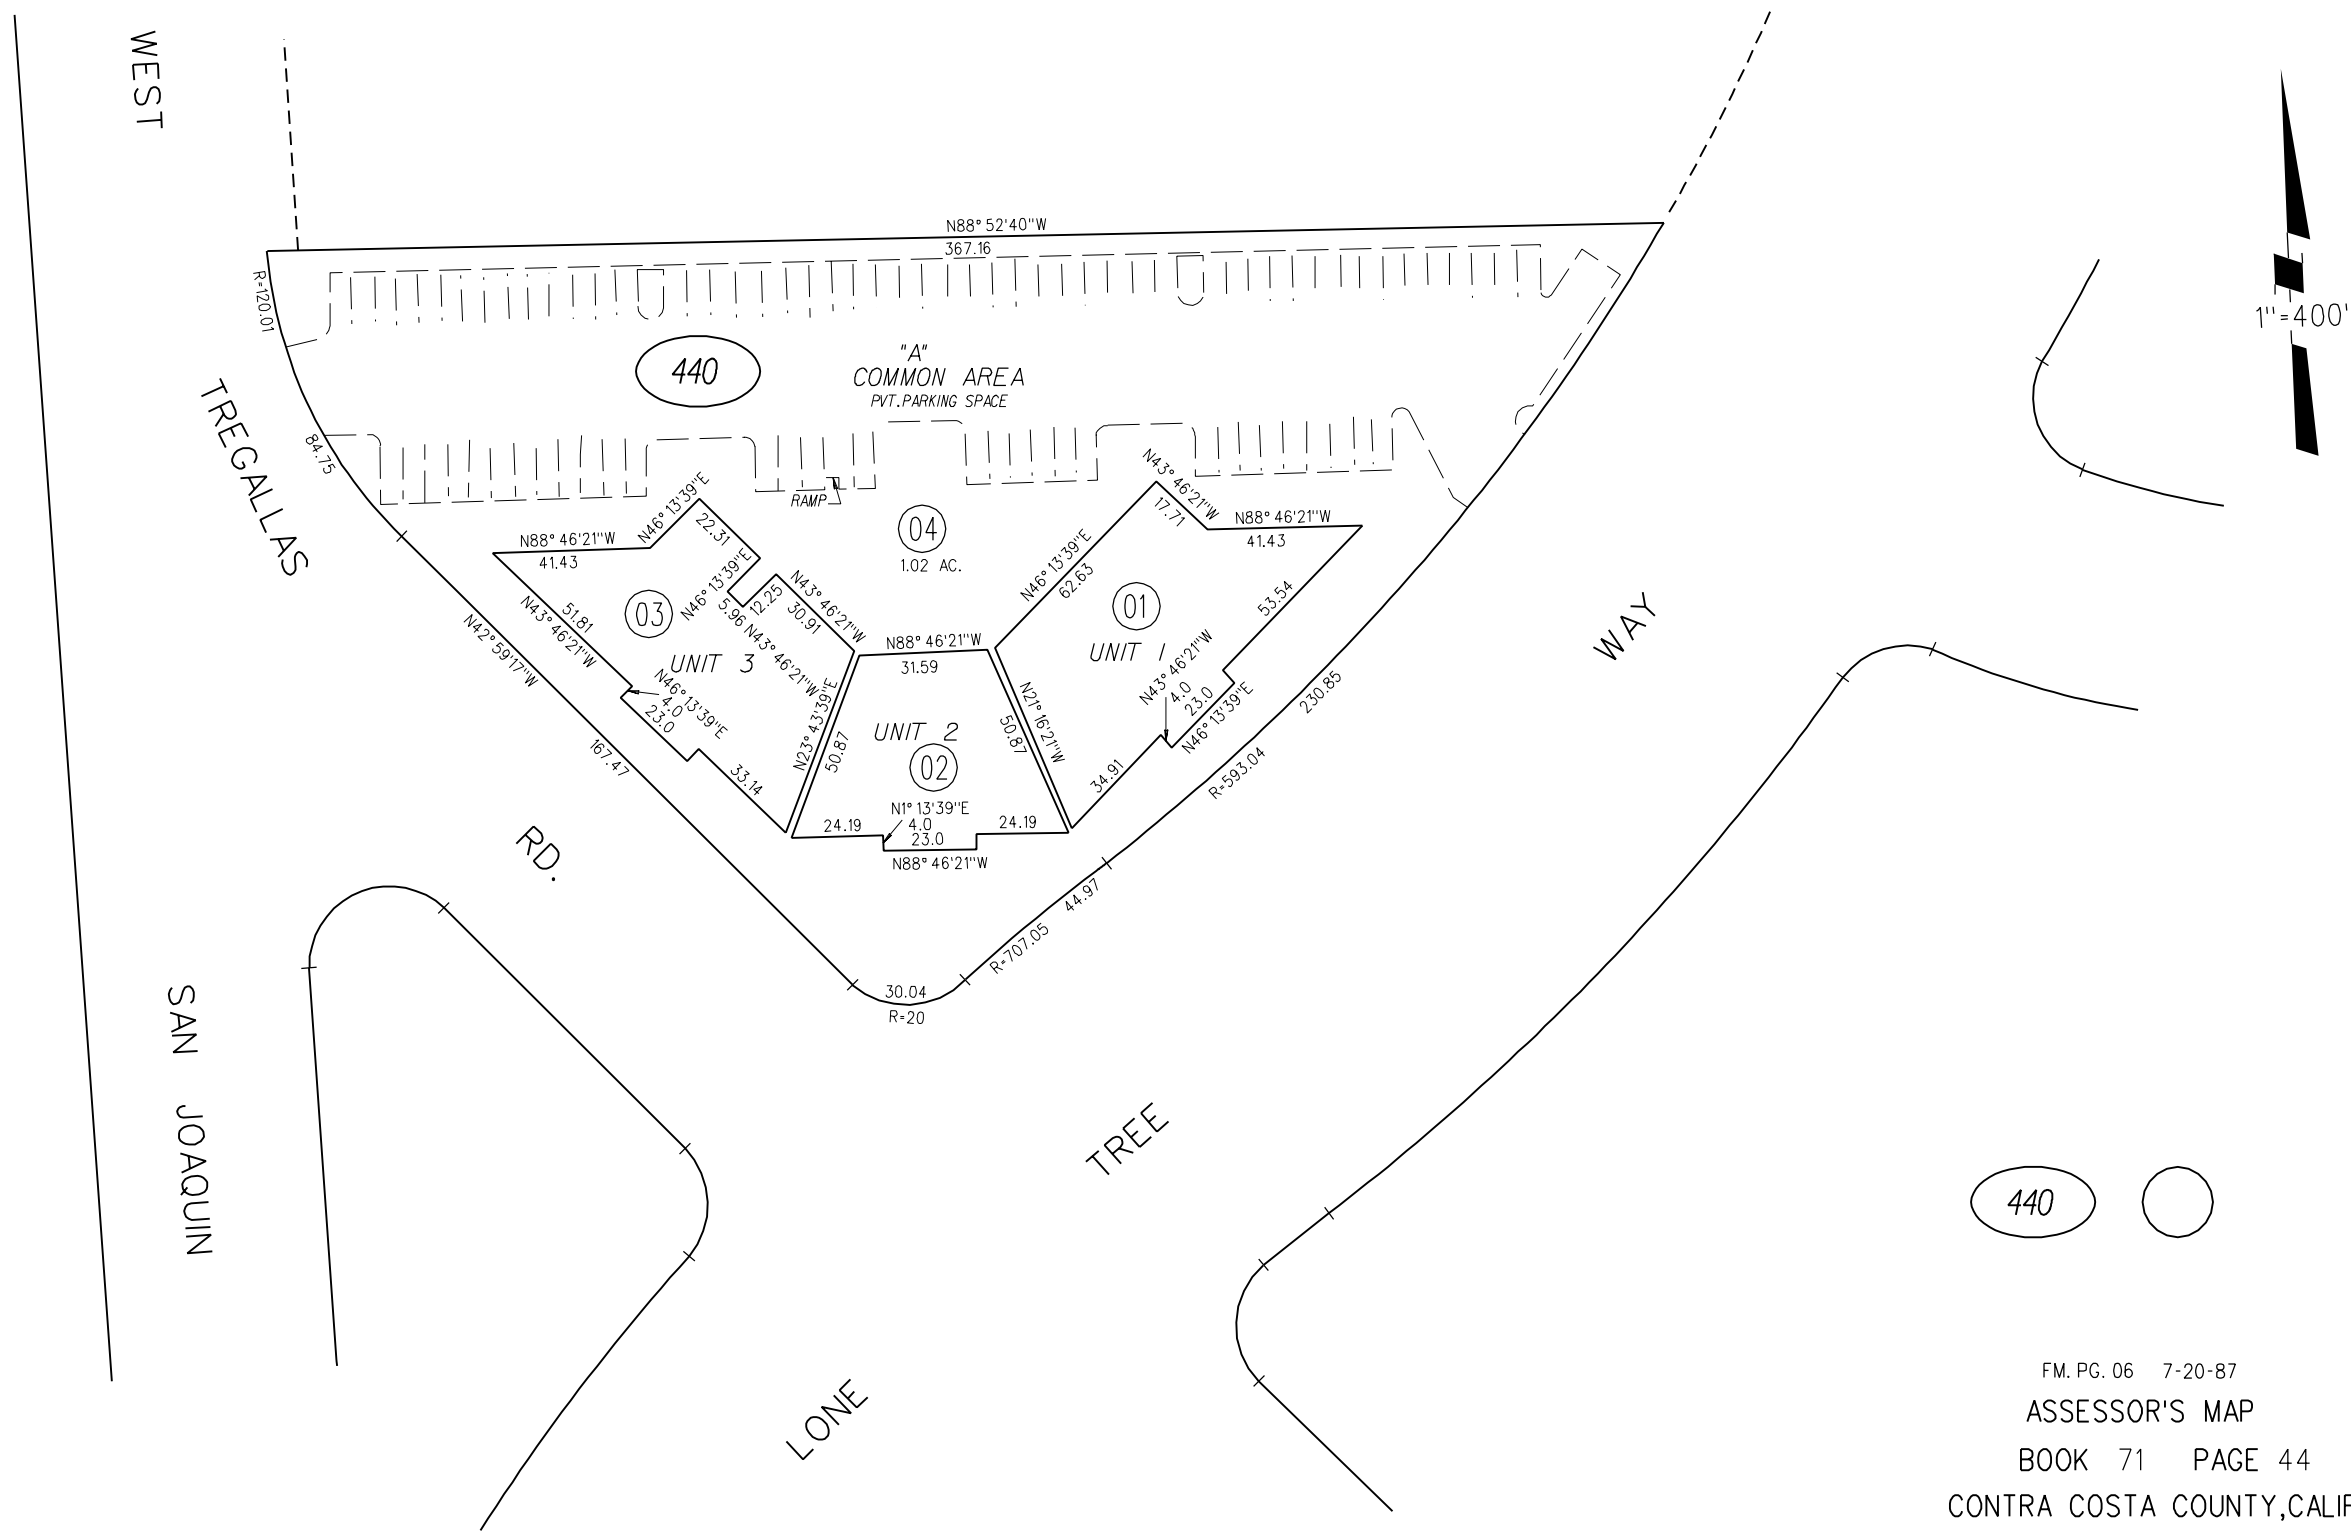 WEST
TREGALLAS
RD.
SAN JOAQUIN
LONE
TREE
WAY
1"=400'
N88° 52'40"W
367.16
R=120.01
84.75
440
"A"
COMMON AREA
PVT.PARKING SPACE
RAMP
04
1.02 AC.
N88° 46'21"W
41.43
N46° 13'39"E
22.31
N46° 13'39"E
5.96
N43° 46'21"W
12.25
N43° 46'21"W
30.91
03
UNIT 3
51.81
N43° 46'21"W
N46° 13'39"E
4.0
23.0
33.14
N23° 43'39"E
50.87
N42° 59'17"W
167.47
N88° 46'21"W
31.59
UNIT 2
02
N1° 13'39"E
4.0
24.19
23.0
24.19
N88° 46'21"W
50.87
N21° 16'21"W
N43° 46'21"W
17.71
N88° 46'21"W
41.43
N46° 13'39"E
62.63
01
UNIT 1
53.54
N43° 46'21"W
4.0
23.0
N46° 13'39"E
34.91
230.85
R=593.04
44.97
R=707.05
30.04
R=20
440
FM. PG. 06 7-20-87
ASSESSOR'S MAP
BOOK 71 PAGE 44
CONTRA COSTA COUNTY,CALIF